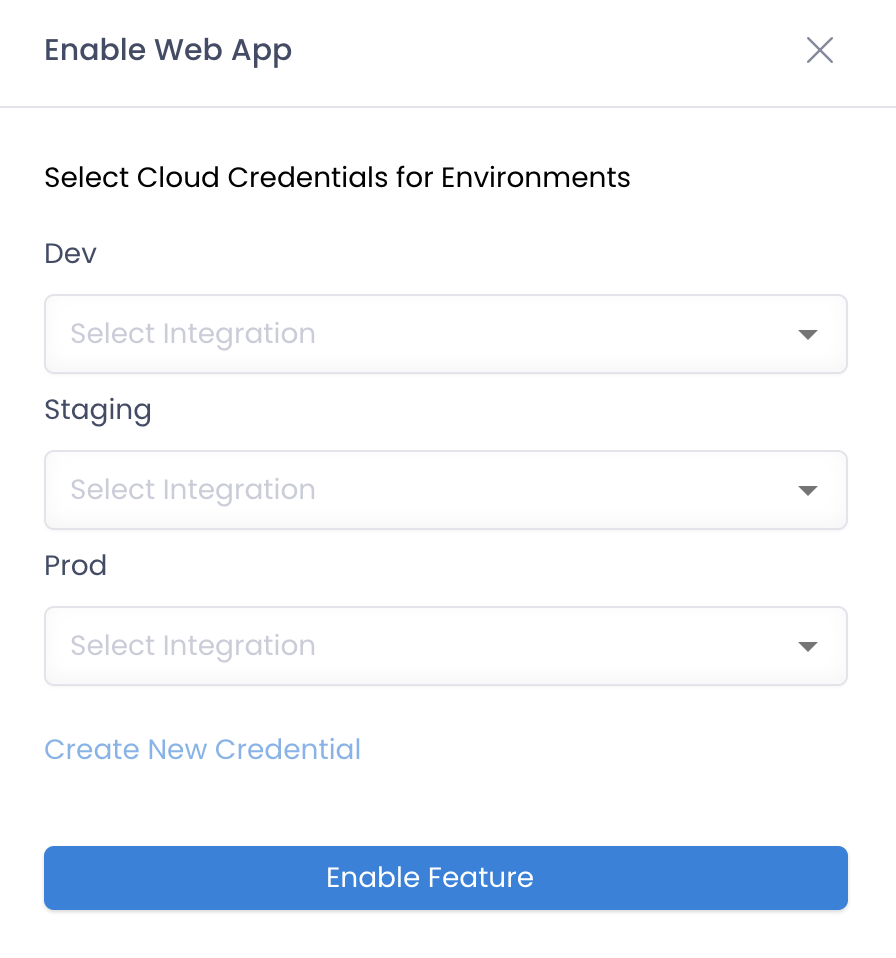 Enable Web App
Select Cloud Credentials for Environments
Dev
Select Integration
Staging
Select Integration
Prod
Select Integration
Create New Credential
Enable Feature